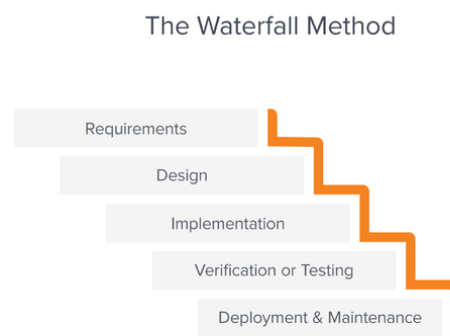 The Waterfall Method
Requirements
Design
Implementation
Verification or Testing
Deployment & Maintenance